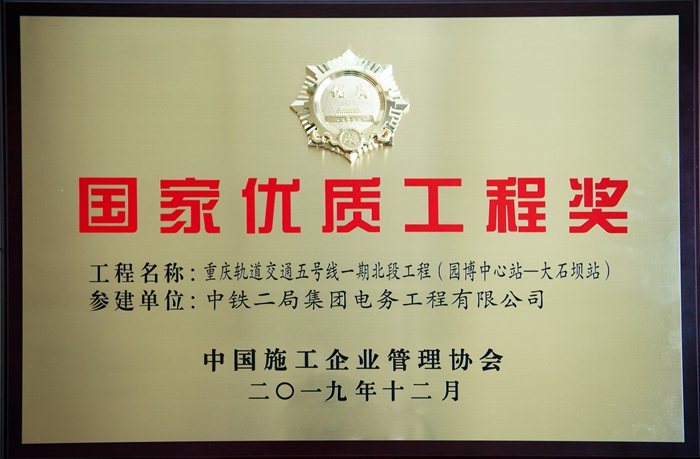 国家优质工程奖
工程名称：重庆轨道交通五号线一期北段工程（园博中心站—大石坝站）
参建单位：中铁二局集团电务工程有限公司
中国施工企业管理协会
二〇一九年十二月